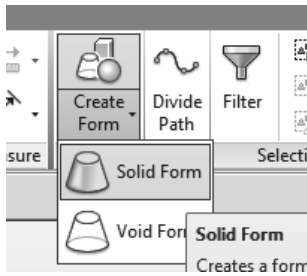 Create Form
Divide Path
Filter
sure
Selecti
Solid Form
Void For
Solid Form
Creates a form